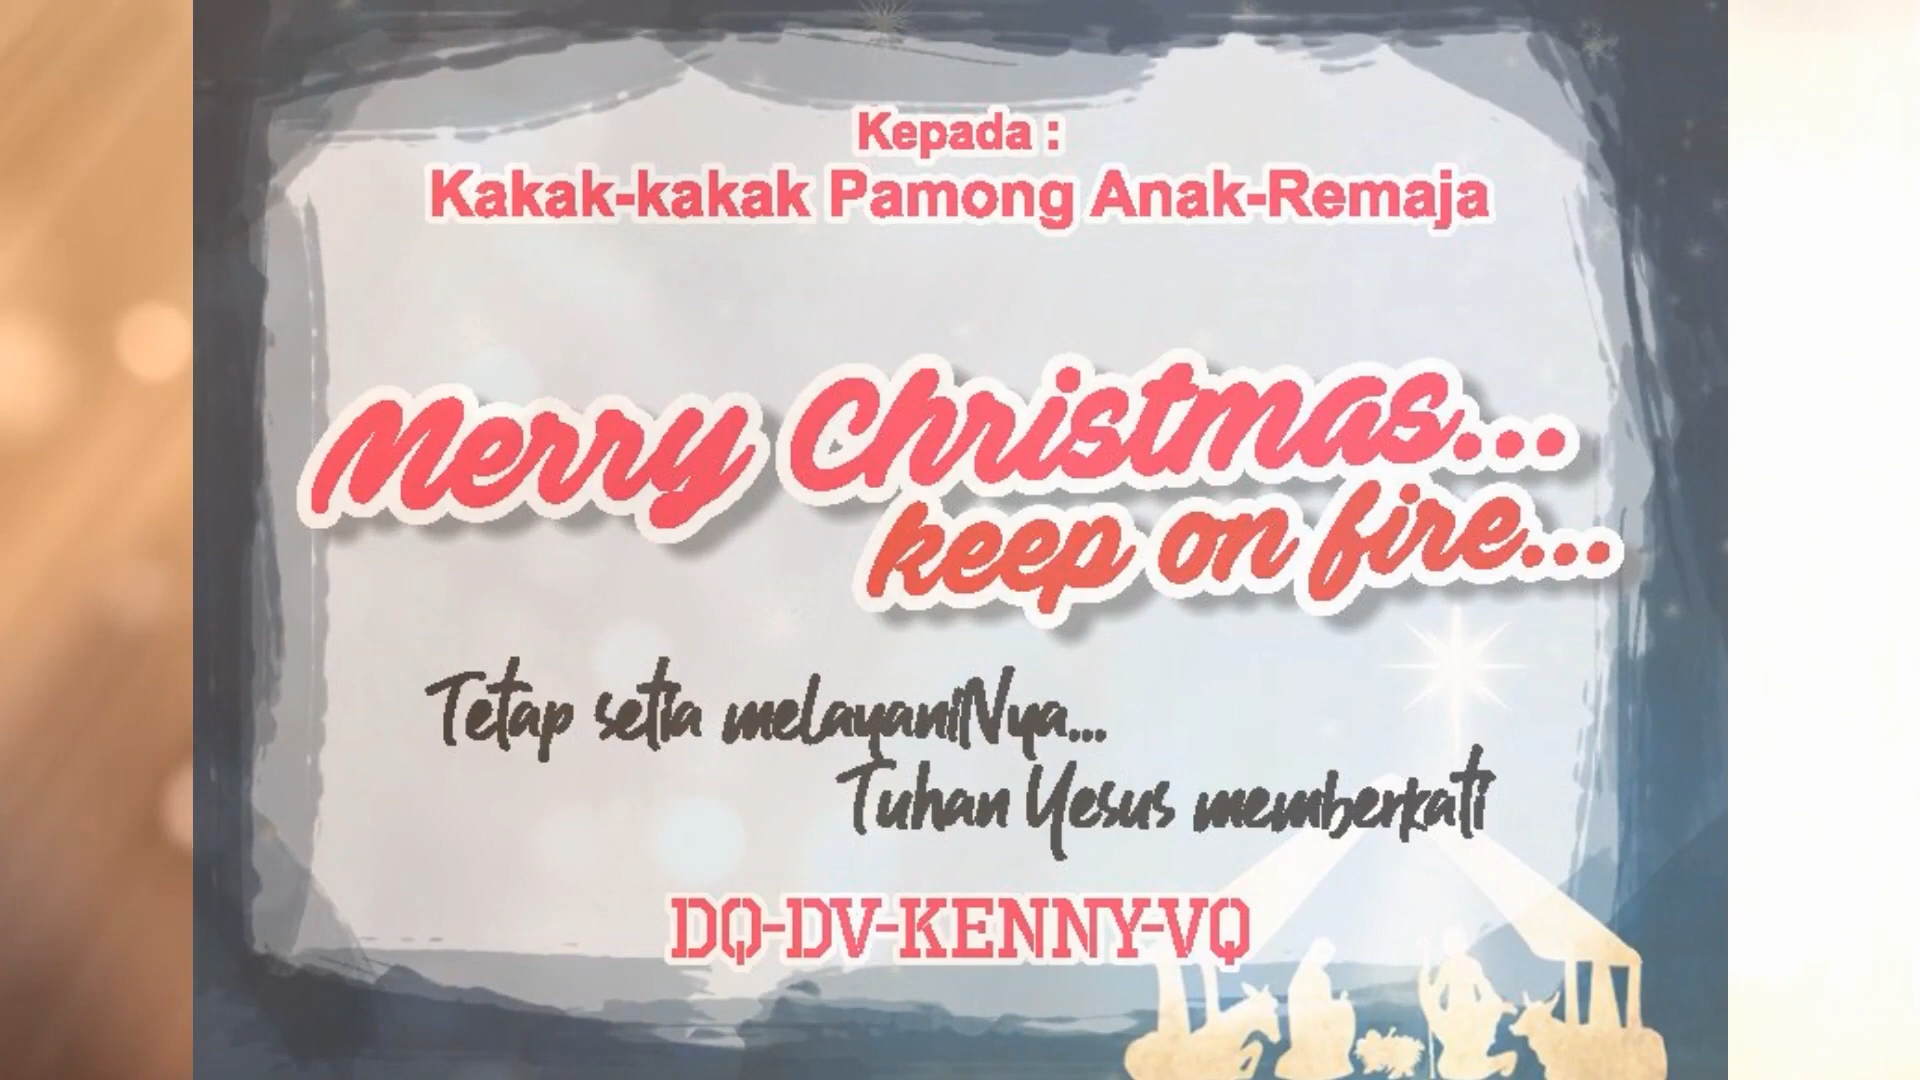 Kepada :
Kakak-kakak Pamong Anak-Remaja
Merry Christmas...
keep on fire...
Tetap setia melayaniNya...
Tuhan Yesus memberkati
DQ-DV-KENNY-VQ